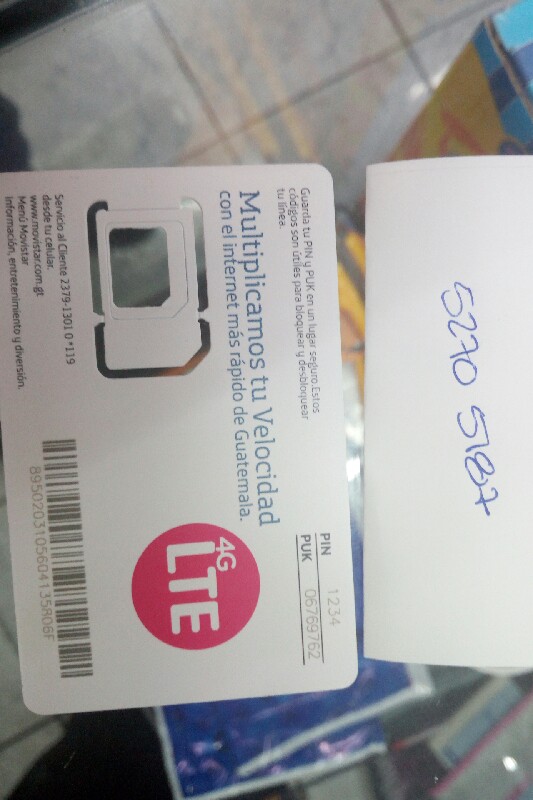 Guarda tu PIN y PUK en un lugar seguro.Estos
códigos son útiles para bloquear y desbloquear
tu línea.
PIN 1234
PUK 06769762
Multiplicamos tu Velocidad
con el internet más rápido de Guatemala.
4G
LTE
Servicio al Cliente 2379-1301 0 *119
desde tu celular.
www.movistar.com.gt
Menú Movistar
información, entretenimiento y diversión.
8950203105604135806F
5270 5187